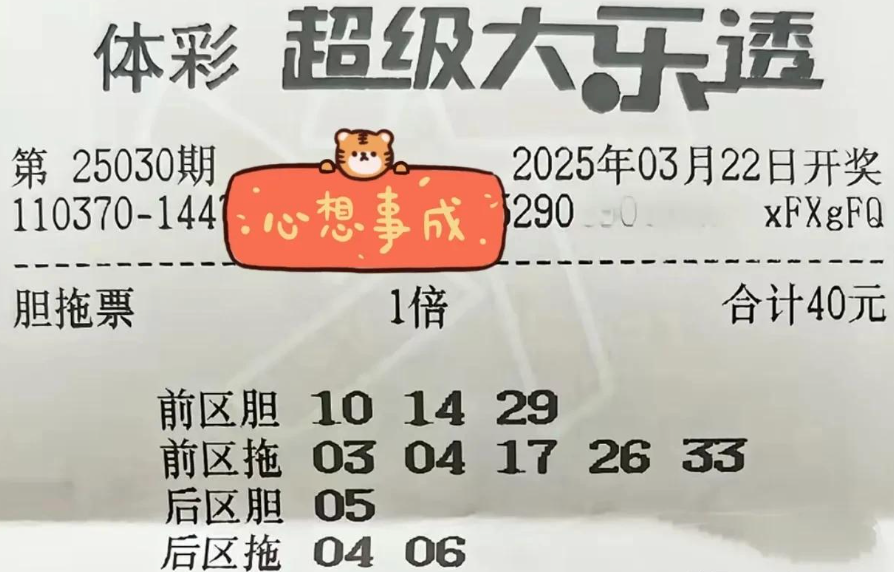 体彩 超级大乐透
第 25030期 2025年03月22日开奖
110370-144 心想事成 5290 xFXgFQ
胆拖票 1倍 合计40元
前区胆 10 14 29
前区拖 03 04 17 26 33
后区胆 05
后区拖 04 06